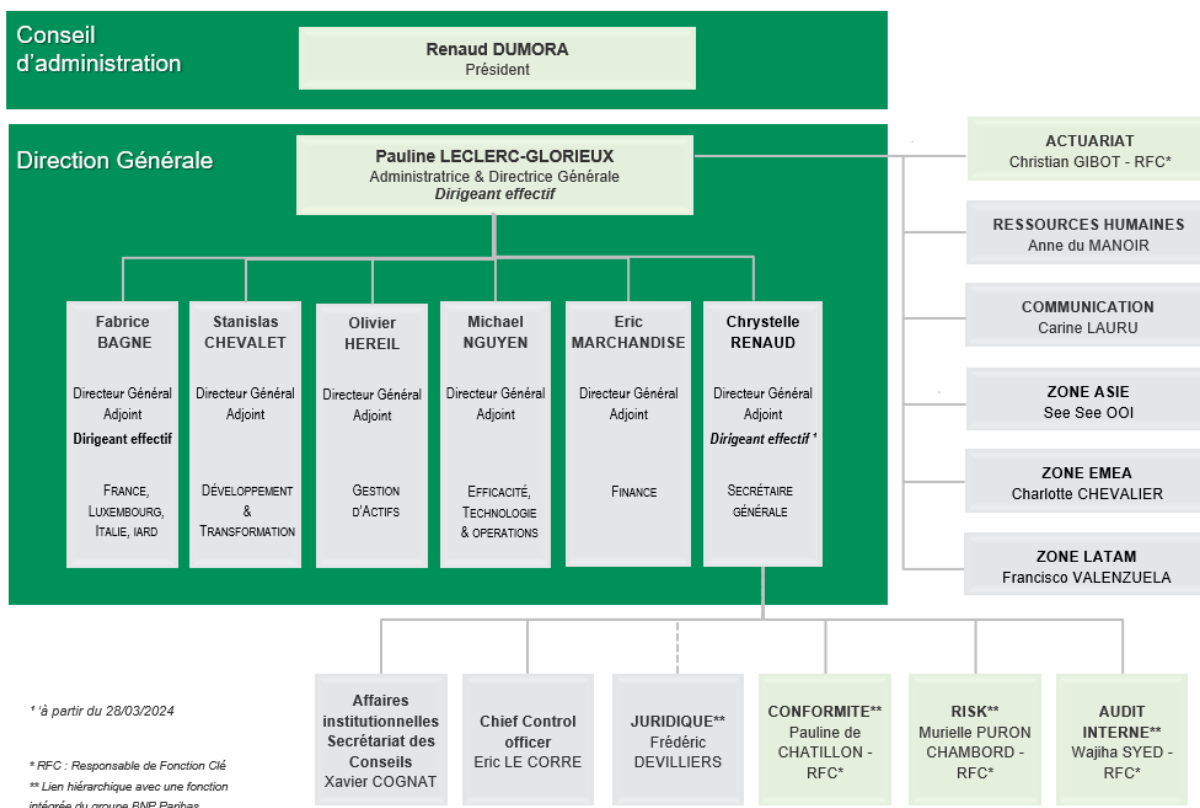 Conseil
d'administration
Renaud DUMORA
Président
Direction Générale
Pauline LECLERC-GLORIEUX
Administratrice & Directrice Générale
Dirigeant effectif
ACTUARIAT
Christian GIBOT - RFC*
RESSOURCES HUMAINES
Anne du MANOIR
COMMUNICATION
Carine LAURU
ZONE ASIE
See See OOI
ZONE EMEA
Charlotte CHEVALIER
ZONE LATAM
Francisco VALENZUELA
Fabrice
BAGNE
Directeur Général
Adjoint
Dirigeant effectif
FRANCE,
LUXEMBOURG,
ITALIE, IARD
Stanislas
CHEVALET
Directeur Général
Adjoint
DÉVELOPPEMENT
&
TRANSFORMATION
Olivier
HEREIL
Directeur Général
Adjoint
GESTION
D'ACTIFS
Michael
NGUYEN
Directeur Général
Adjoint
EFFICACITÉ,
TECHNOLOGIE
& OPERATIONS
Eric
MARCHANDISE
Directeur Général
Adjoint
FINANCE
Chrystelle
RENAUD
Directeur Général
Adjoint
Dirigeant effectif ¹
SECRÉTAIRE
GÉNÉRALE
Affaires
institutionnelles
Secrétariat des
Conseils
Xavier COGNAT
Chief Control
officer
Eric LE CORRE
JURIDIQUE**
Frédéric
DEVILLIERS
CONFORMITE**
Pauline de
CHATILLON -
RFC*
RISK**
Murielle PURON
CHAMBORD -
RFC*
AUDIT
INTERNE**
Wajiha SYED -
RFC*
¹ 'à partir du 28/03/2024
* RFC : Responsable de Fonction Clé
** Lien hiérarchique avec une fonction
intégrée du groupe BNP Paribas